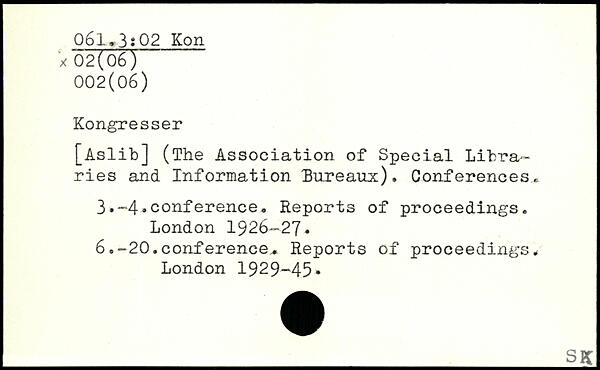 061.3:02 Kon
x 02(06)
002(06)
Kongresser
[Aslib] (The Association of Special Libra-
ries and Information Bureaux). Conferences.
3.-4.conference. Reports of proceedings.
London 1926-27.
6.-20.conference. Reports of proceedings.
London 1929-45.